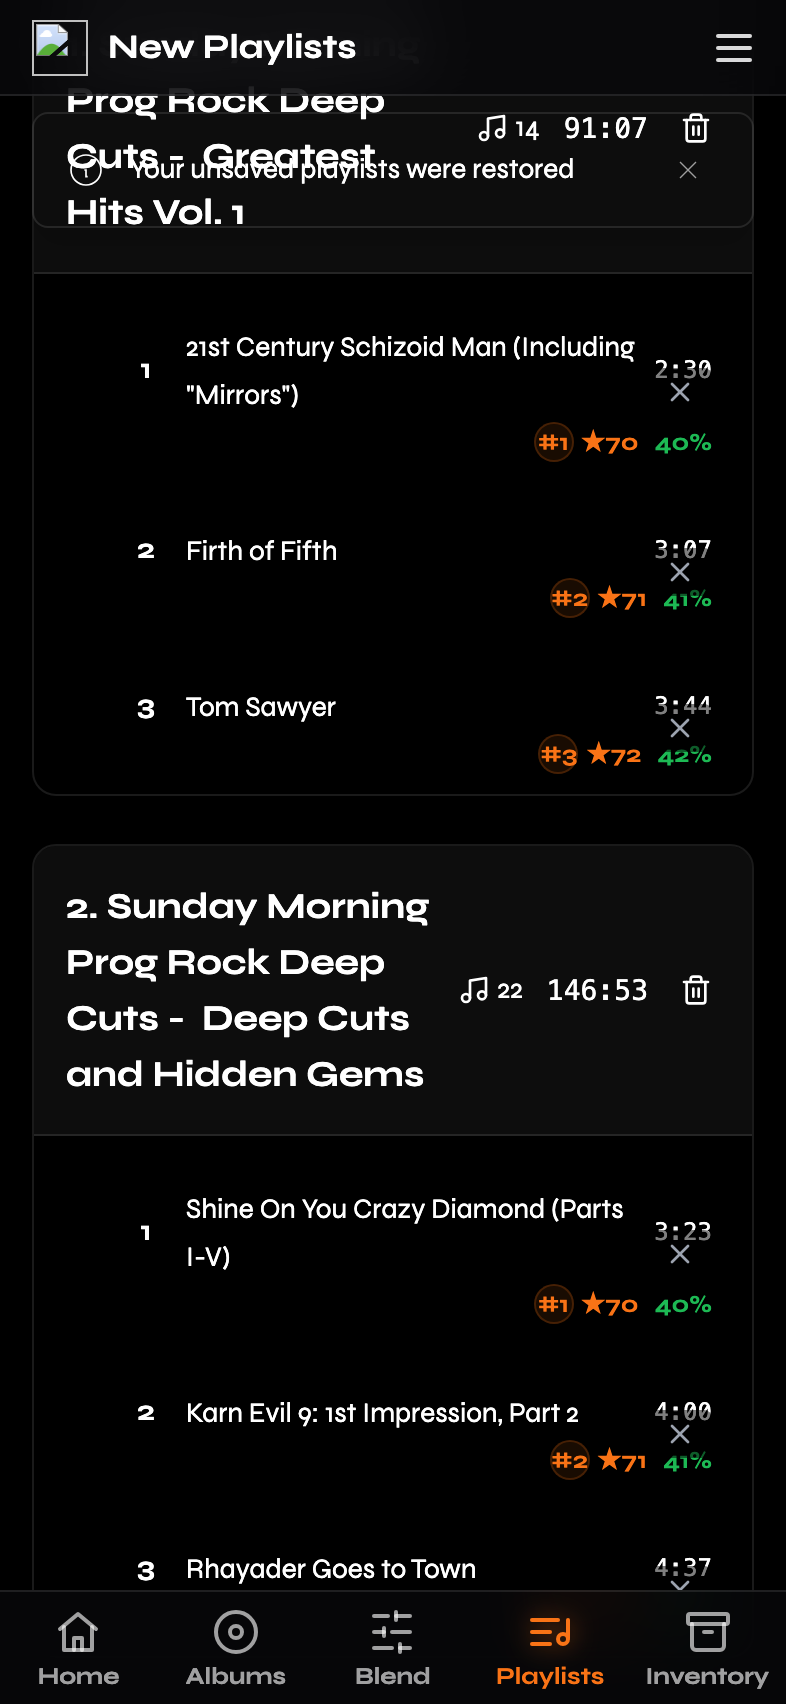 New Playlists
Prog Rock Deep
Cuts - Greatest
Hits Vol. 1
14 91:07
Your unsaved playlists were restored
1
21st Century Schizoid Man (Including
"Mirrors")
2:30
#1 ★70 40%
2 Firth of Fifth 3:07
#2 ★71 41%
3 Tom Sawyer 3:44
#3 ★72 42%
2. Sunday Morning
Prog Rock Deep
Cuts - Deep Cuts
and Hidden Gems
22 146:53
1
Shine On You Crazy Diamond (Parts
I-V)
3:23
#1 ★70 40%
2 Karn Evil 9: 1st Impression, Part 2 4:00
#2 ★71 41%
3 Rhayader Goes to Town 4:37
Home Albums Blend Playlists Inventory